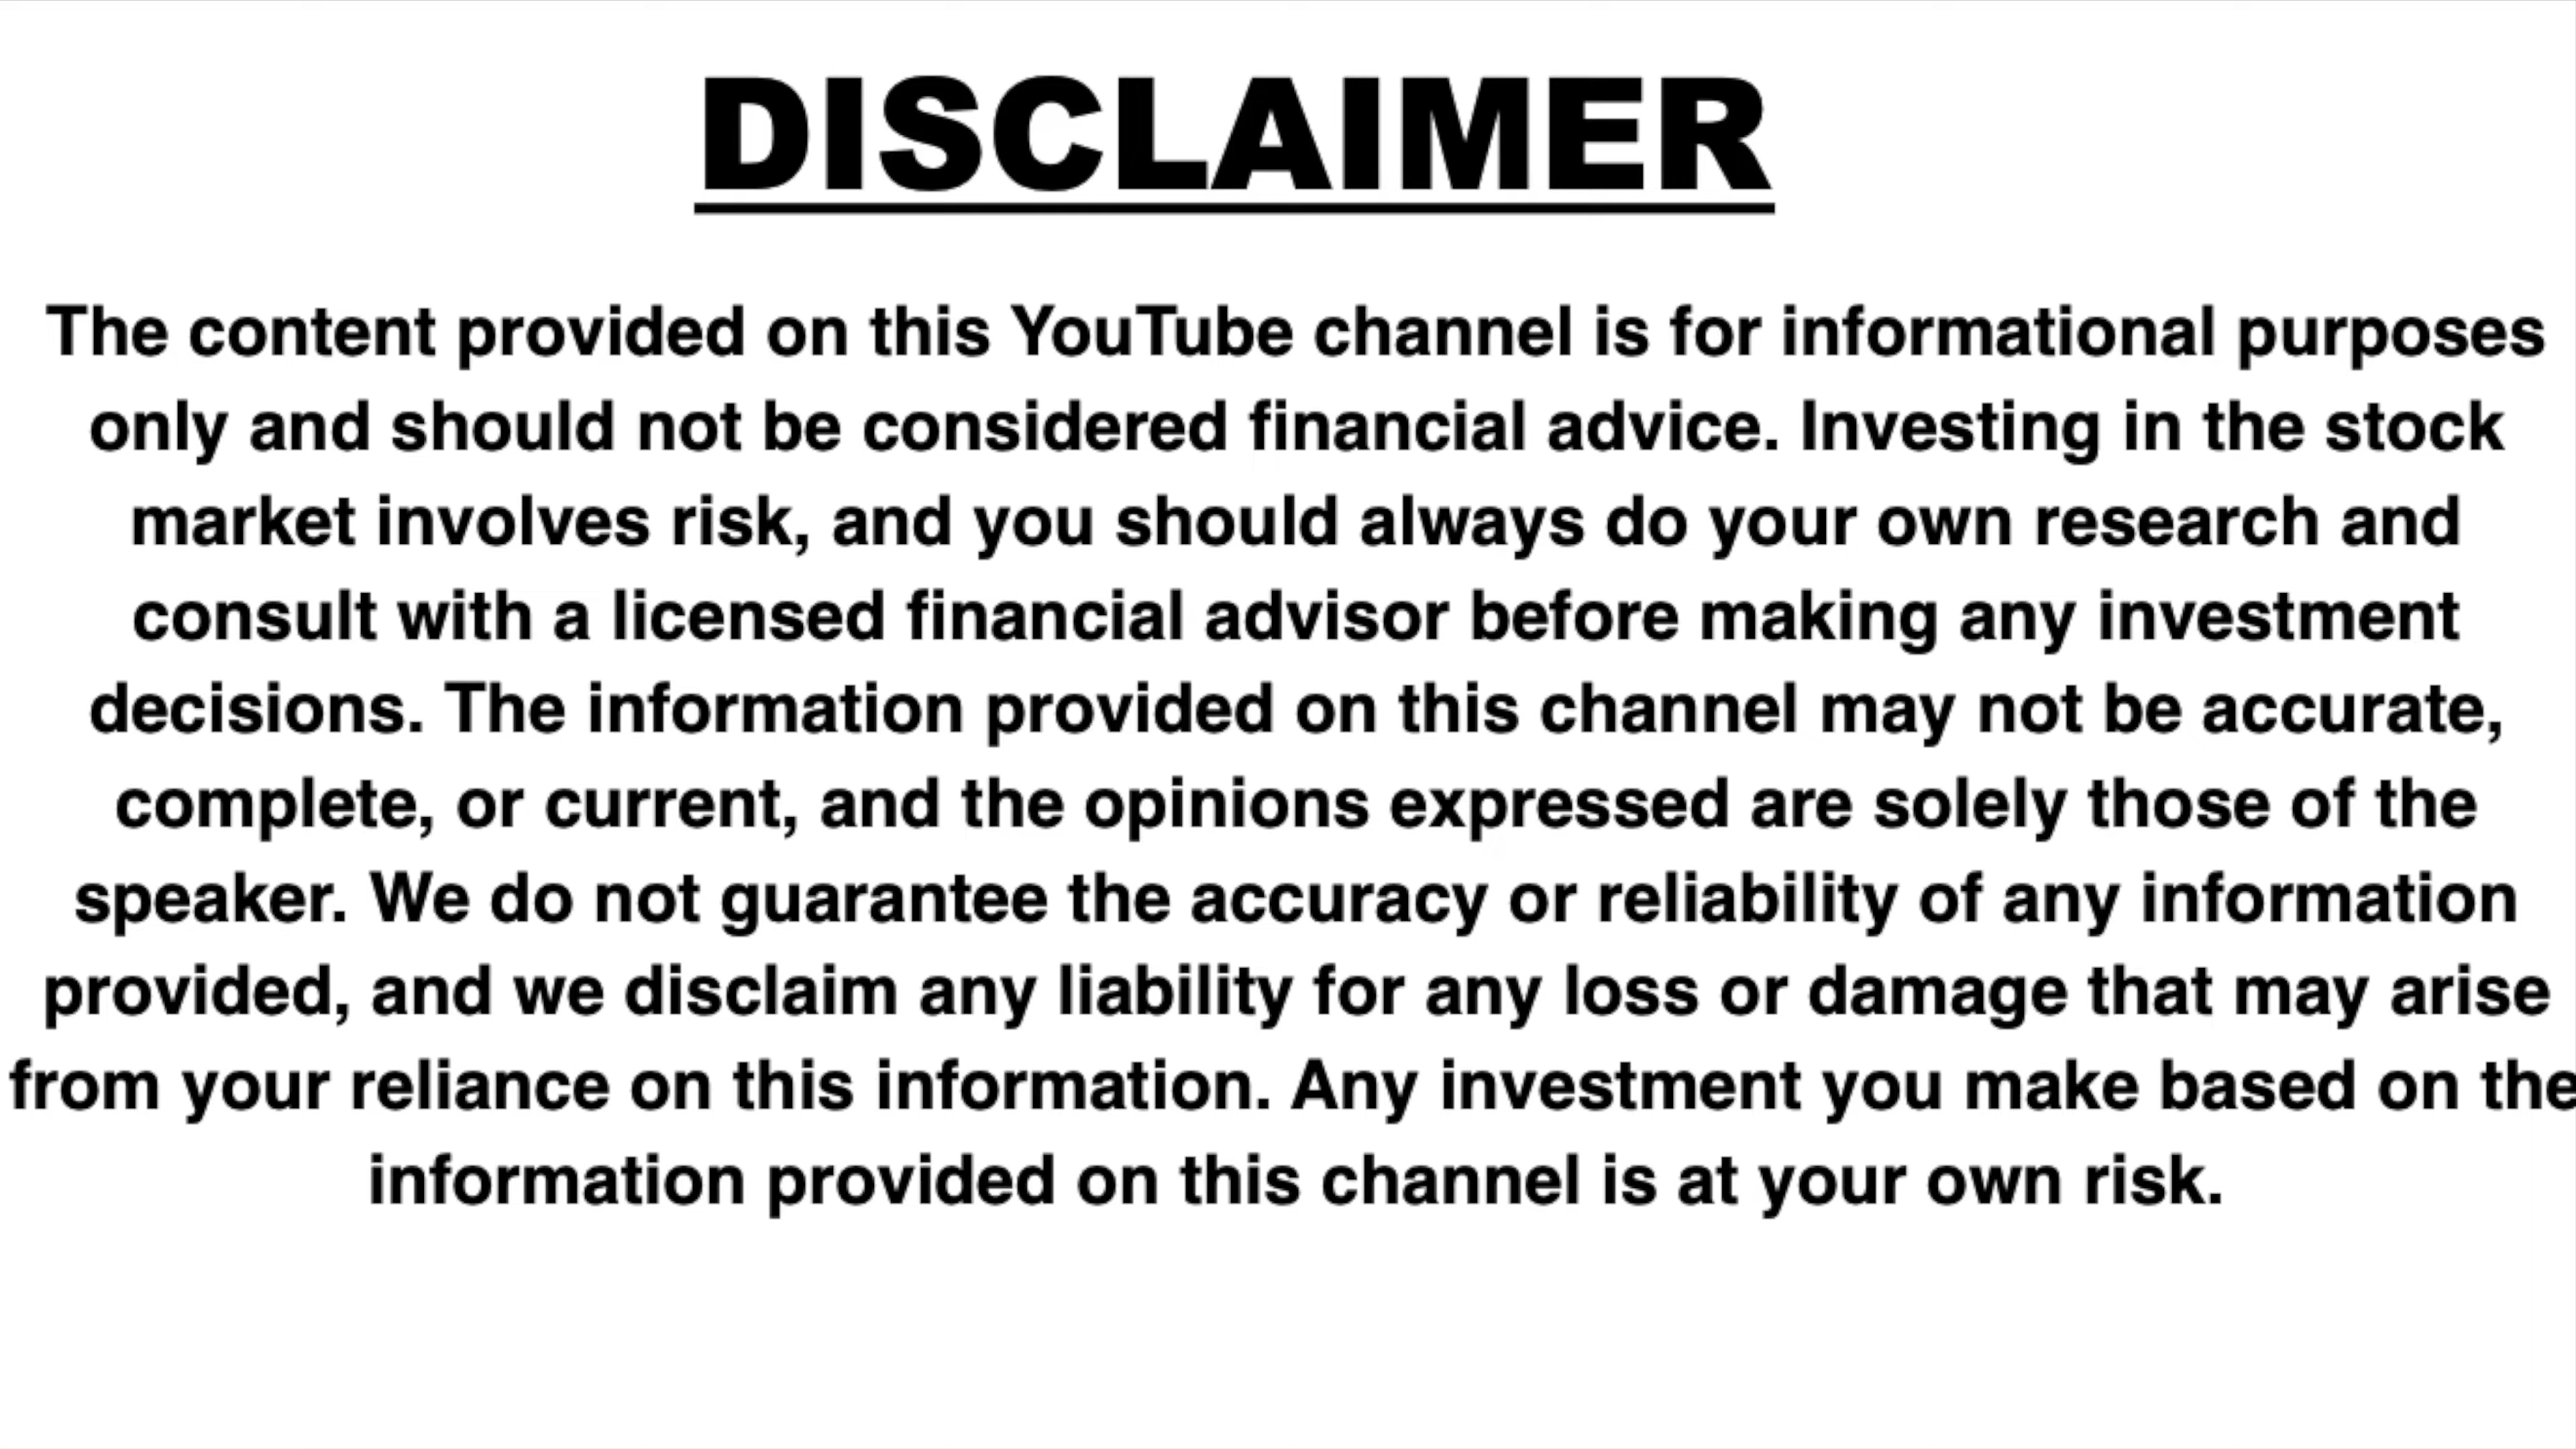 DISCLAIMER
The content provided on this YouTube channel is for informational purposes
only and should not be considered financial advice. Investing in the stock
market involves risk, and you should always do your own research and
consult with a licensed financial advisor before making any investment
decisions. The information provided on this channel may not be accurate,
complete, or current, and the opinions expressed are solely those of the
speaker. We do not guarantee the accuracy or reliability of any information
provided, and we disclaim any liability for any loss or damage that may arise
from your reliance on this information. Any investment you make based on the
information provided on this channel is at your own risk.